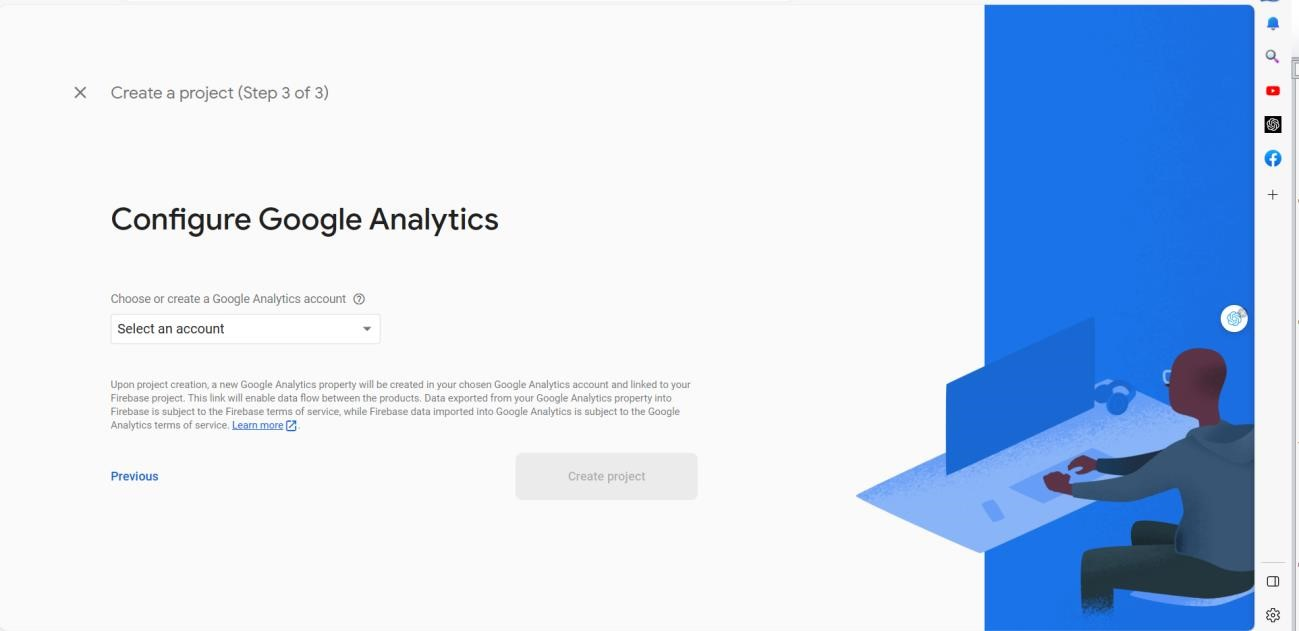 Create a project (Step 3 of 3)
Configure Google Analytics
Choose or create a Google Analytics account
Select an account
Upon project creation, a new Google Analytics property will be created in your chosen Google Analytics account and linked to your
Firebase project. This link will enable data flow between the products. Data exported from your Google Analytics property into
Firebase is subject to the Firebase terms of service, while Firebase data imported into Google Analytics is subject to the Google
Analytics terms of service. Learn more.
Previous
Create project